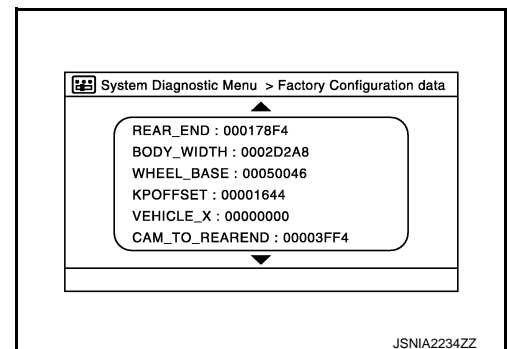 System Diagnostic Menu > Factory Configuration data
REAR_END : 000178F4
BODY_WIDTH : 0002D2A8
WHEEL_BASE : 00050046
KPOFFSET : 00001644
VEHICLE_X : 00000000
CAM_TO_REAREND : 00003FF4
JSNIA2234ZZ